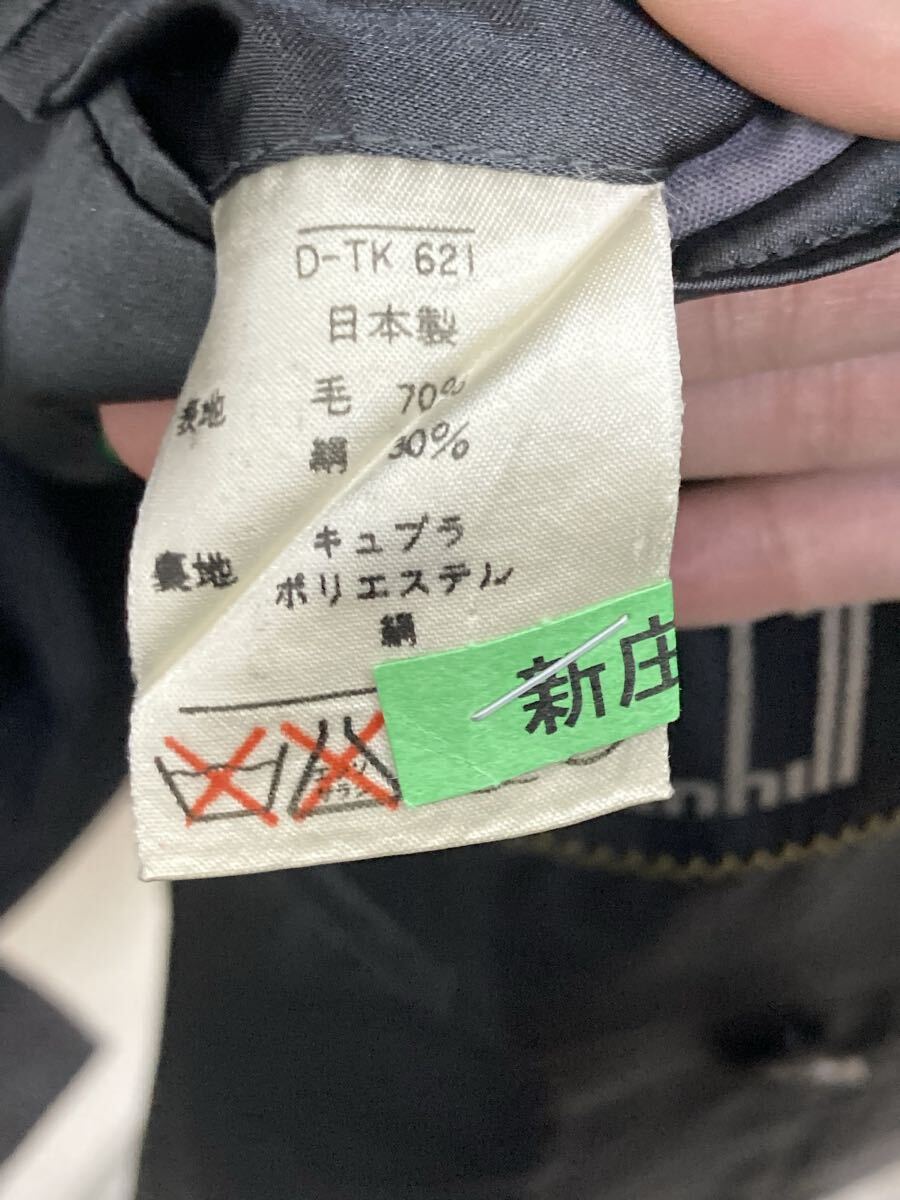 D-TK 621
日本製
表地 毛 70%
絹 30%
裏地 キュプラ
ポリエステル
絹
新庄